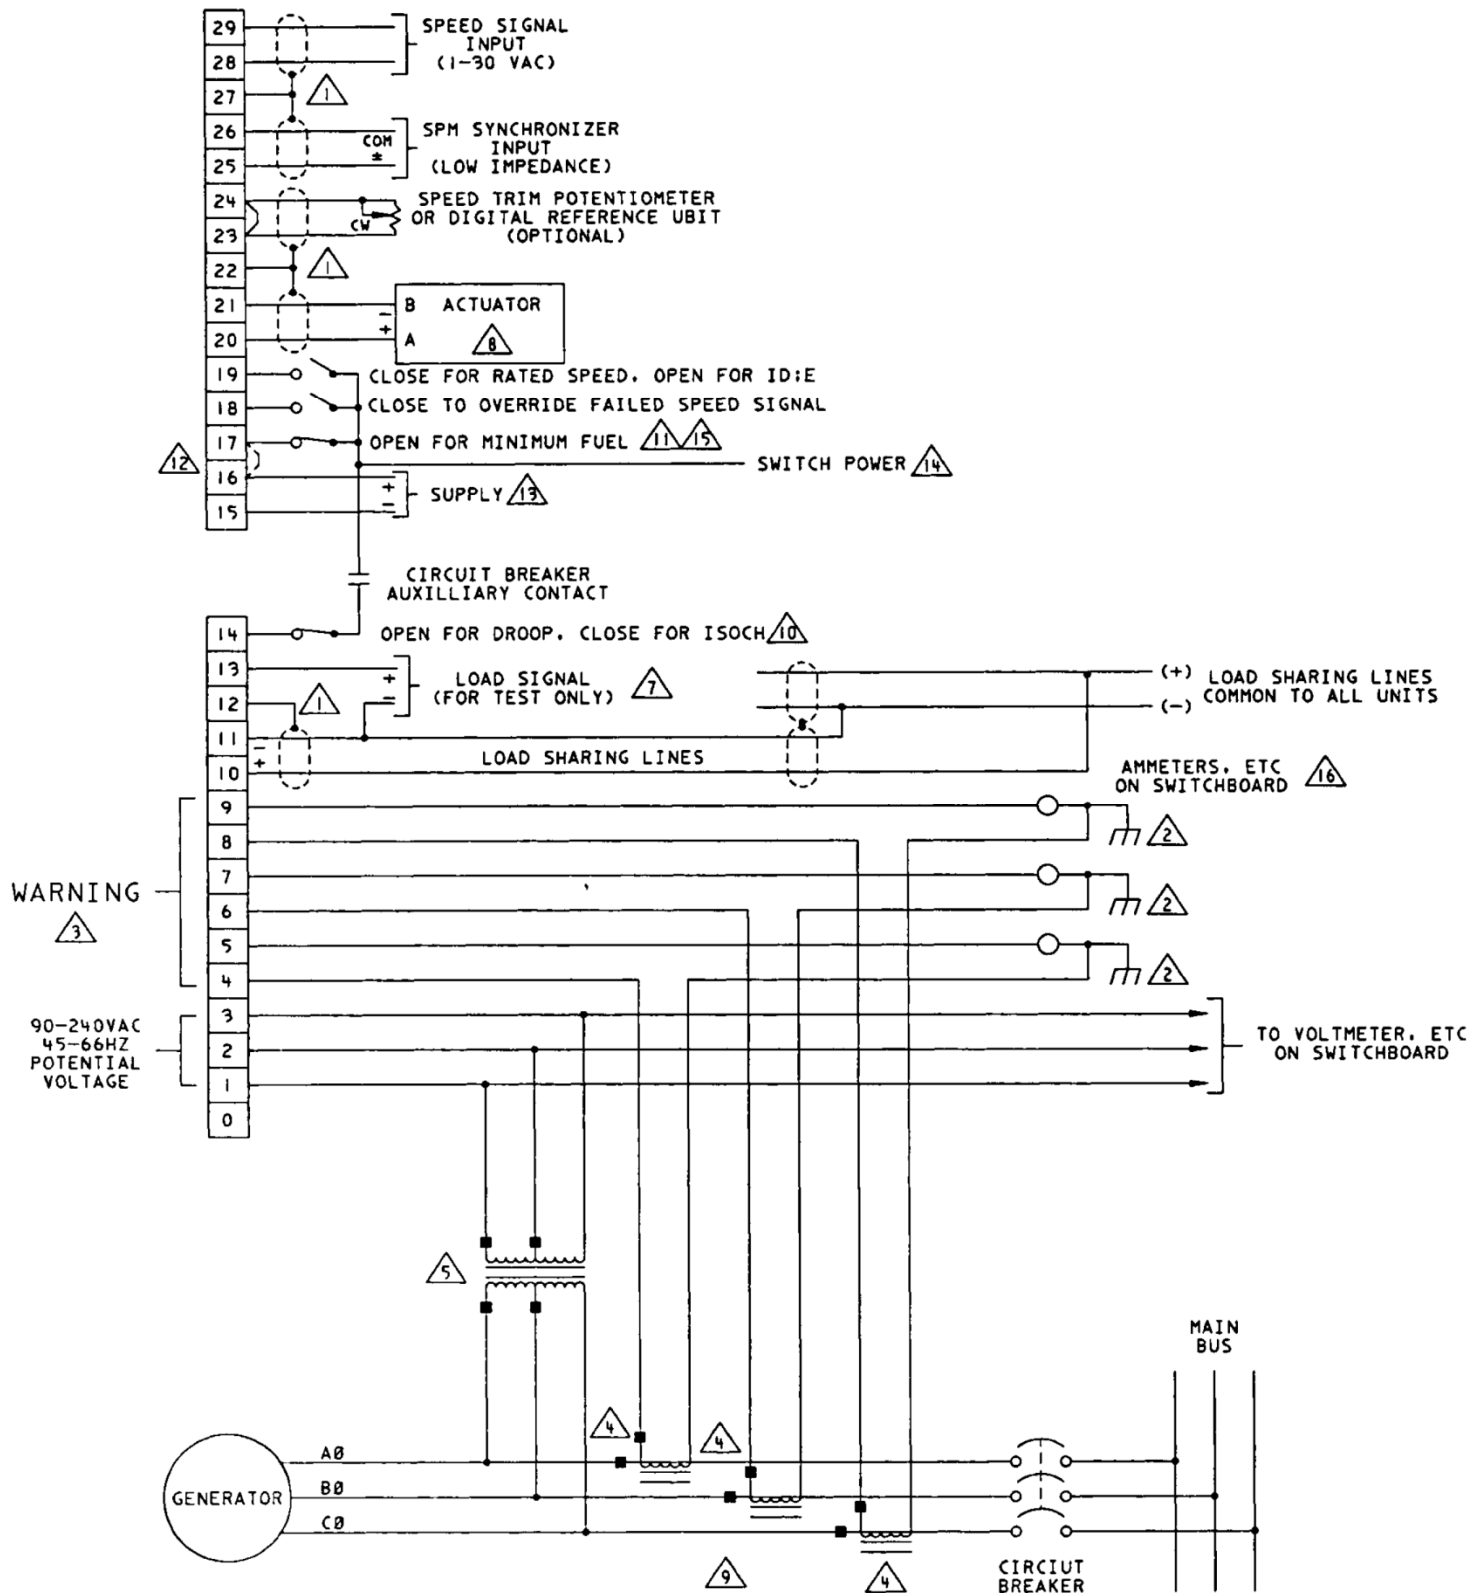 29
SPEED SIGNAL
INPUT
(1-30 VAC)
28
27
1
26
SPM SYNCHRONIZER
INPUT
(LOW IMPEDANCE)
COM
±
25
24
SPEED TRIM POTENTIOMETER
OR DIGITAL REFERENCE UBIT
(OPTIONAL)
CW
23
22
1
21
B ACTUATOR
−
+
20
A
8
19
CLOSE FOR RATED SPEED. OPEN FOR ID:E
18
CLOSE TO OVERRIDE FAILED SPEED SIGNAL
17
OPEN FOR MINIMUM FUEL 11 15
12
SWITCH POWER 14
16
+
SUPPLY 13
−
15
CIRCUIT BREAKER
AUXILLIARY CONTACT
14
OPEN FOR DROOP. CLOSE FOR ISOCH 10
13
+
LOAD SIGNAL
(FOR TEST ONLY)
7
−
(+) LOAD SHARING LINES
(-) COMMON TO ALL UNITS
12
1
11
−
+
LOAD SHARING LINES
10
AMMETERS. ETC
ON SWITCHBOARD
16
9
2
8
7
2
WARNING
3
6
5
2
4
3
90-240VAC
45-66HZ
POTENTIAL
VOLTAGE
2
TO VOLTMETER. ETC
ON SWITCHBOARD
1
0
5
MAIN
BUS
4
4
AØ
GENERATOR
BØ
CØ
9
4
CIRCIUT
BREAKER